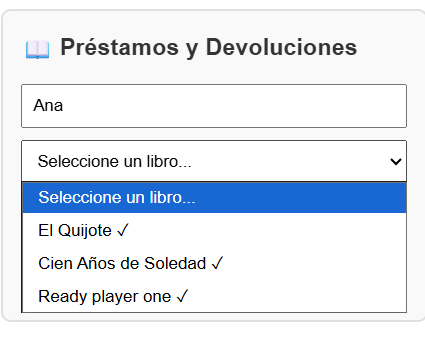 📖 Préstamos y Devoluciones
Ana
Seleccione un libro...
Seleccione un libro...
El Quijote ✓
Cien Años de Soledad ✓
Ready player one ✓